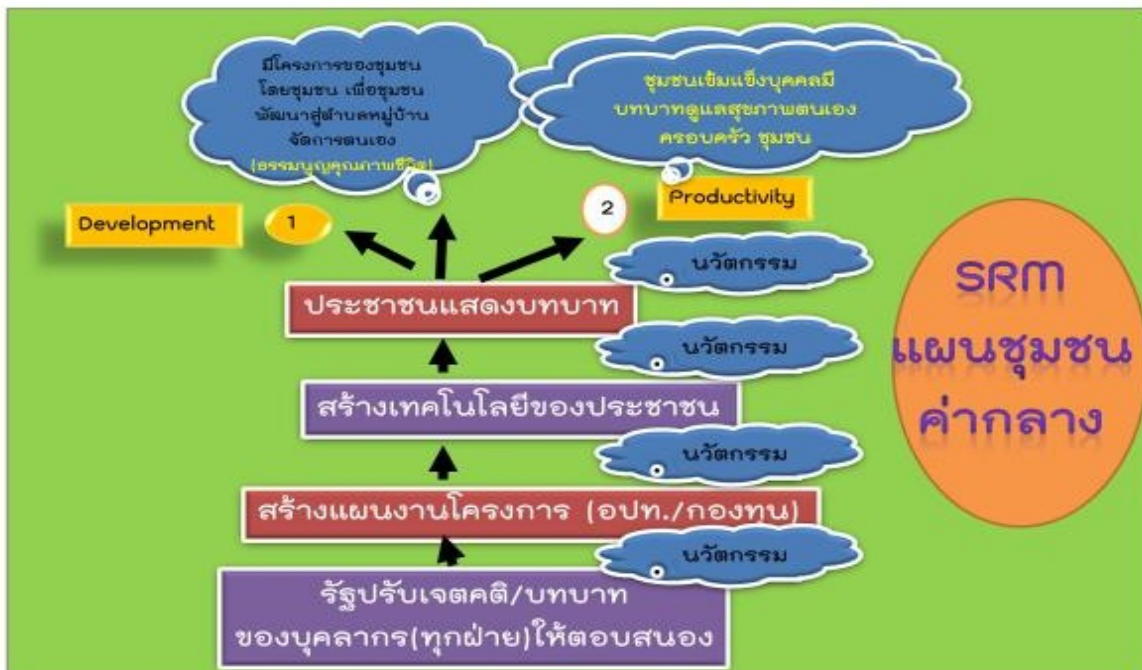 มีโครงการของชุมชน
โดยชุมชน เพื่อชุมชน
พัฒนาสู่ตำบลหมู่บ้าน
จัดการตนเอง
(ธรรมนูญคุณภาพชีวิต)
ชุมชนเข้มแข็งบุคคลมี
บทบาทดูแลสุขภาพตนเอง
ครอบครัว ชุมชน
Development
1
2
Productivity
นวัตกรรม
ประชาชนแสดงบทบาท
นวัตกรรม
สร้างเทคโนโลยีของประชาชน
นวัตกรรม
สร้างแผนงานโครงการ (อปท./กองทุน)
นวัตกรรม
รัฐปรับเจตคติ/บทบาท
ของบุคลากร(ทุกฝ่าย)ให้ตอบสนอง
SRM
แผนชุมชน
ค่ากลาง